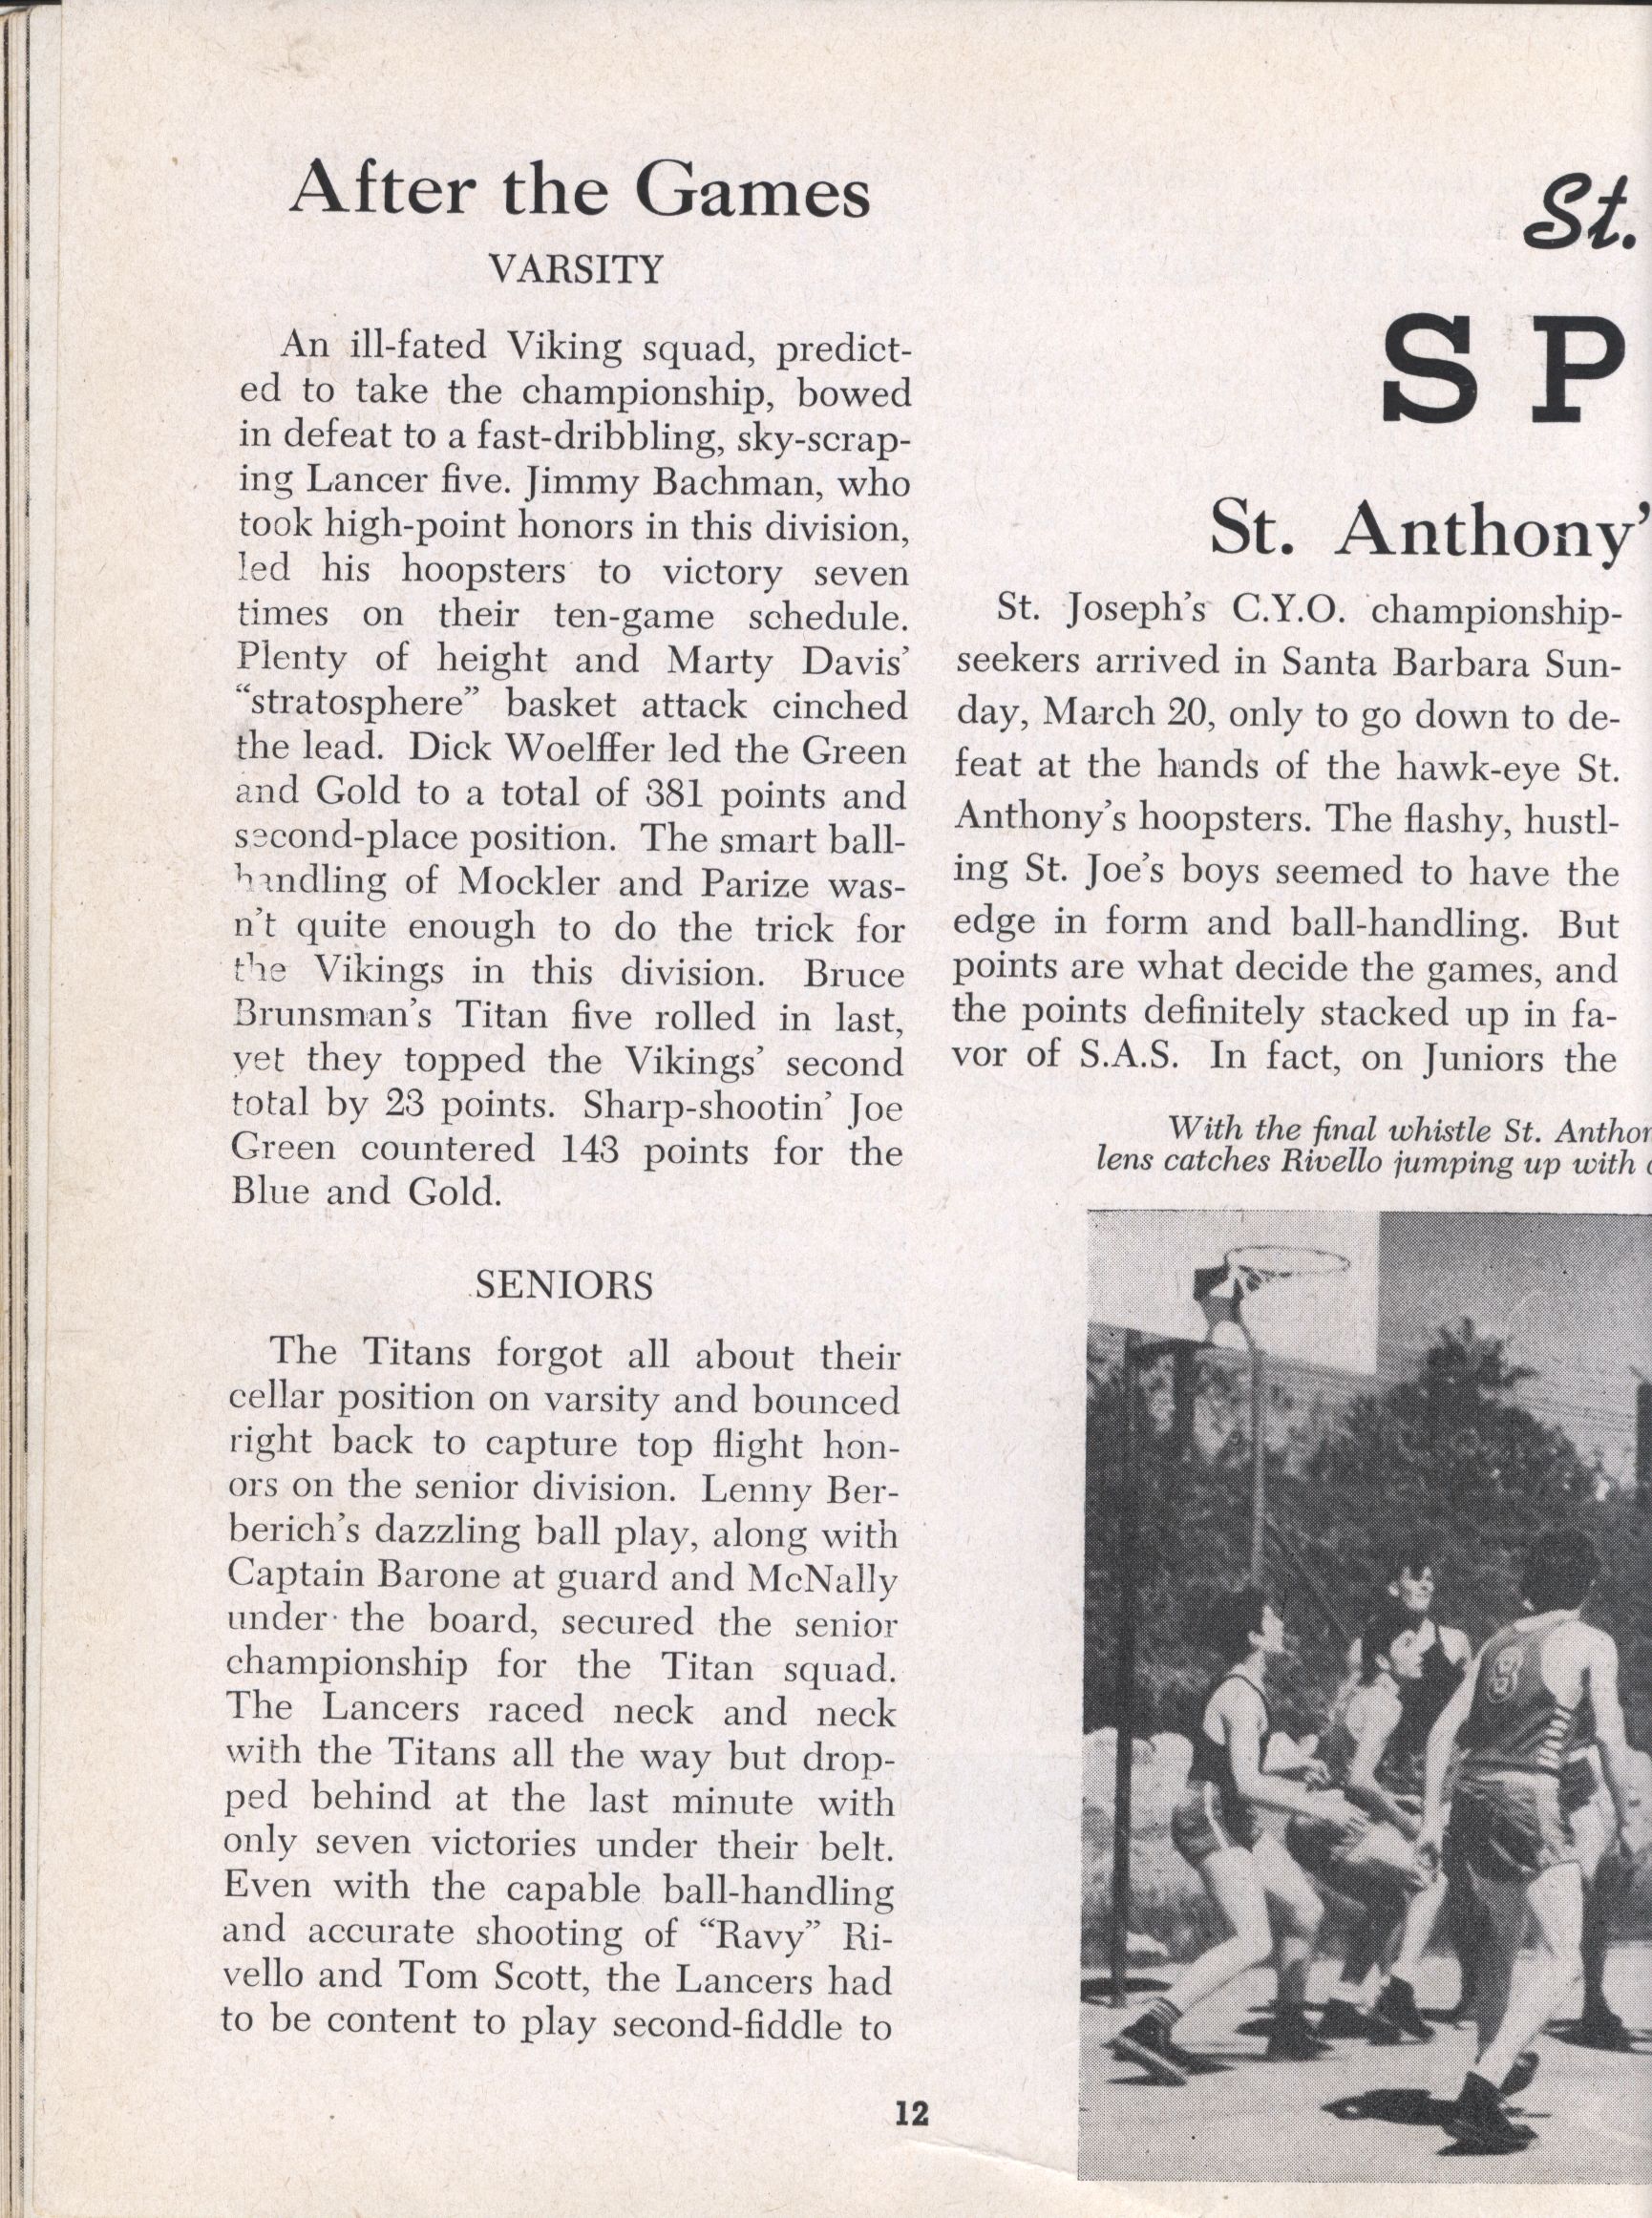 After the Games
VARSITY
An ill-fated Viking squad, predict-
ed to take the championship, bowed
in defeat to a fast-dribbling, sky-scrap-
ing Lancer five. Jimmy Bachman, who
took high-point honors in this division,
led his hoopsters to victory seven
times on their ten-game schedule.
Plenty of height and Marty Davis'
“stratosphere” basket attack cinched
the lead. Dick Woelffer led the Green
and Gold to a total of 381 points and
second-place position. The smart ball-
handling of Mockler and Parize was-
n't quite enough to do the trick for
the Vikings in this division. Bruce
Brunsman's Titan five rolled in last,
yet they topped the Vikings' second
total by 23 points. Sharp-shootin' Joe
Green countered 143 points for the
Blue and Gold.
SENIORS
The Titans forgot all about their
cellar position on varsity and bounced
right back to capture top flight hon-
ors on the senior division. Lenny Ber-
berich's dazzling ball play, along with
Captain Barone at guard and McNally
under the board, secured the senior
championship for the Titan squad.
The Lancers raced neck and neck
with the Titans all the way but drop-
ped behind at the last minute with
only seven victories under their belt.
Even with the capable ball-handling
and accurate shooting of “Ravy” Ri-
vello and Tom Scott, the Lancers had
to be content to play second-fiddle to
St.
SP
St. Anthony'
St. Joseph's C.Y.O. championship-
seekers arrived in Santa Barbara Sun-
day, March 20, only to go down to de-
feat at the hands of the hawk-eye St.
Anthony's hoopsters. The flashy, hustl-
ing St. Joe's boys seemed to have the
edge in form and ball-handling. But
points are what decide the games, and
the points definitely stacked up in fa-
vor of S.A.S. In fact, on Juniors the
With the final whistle St. Anthon
lens catches Rivello jumping up with
3
12